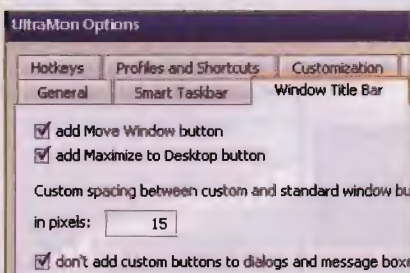 UltraMon Options
Hotkeys Profiles and Shortcuts Customization
General Smart Taskbar Window Title Bar
add Move Window button
add Maximize to Desktop button
Custom spacing between custom and standard window bu
in pixels: 15
don't add custom buttons to dialogs and message boxe